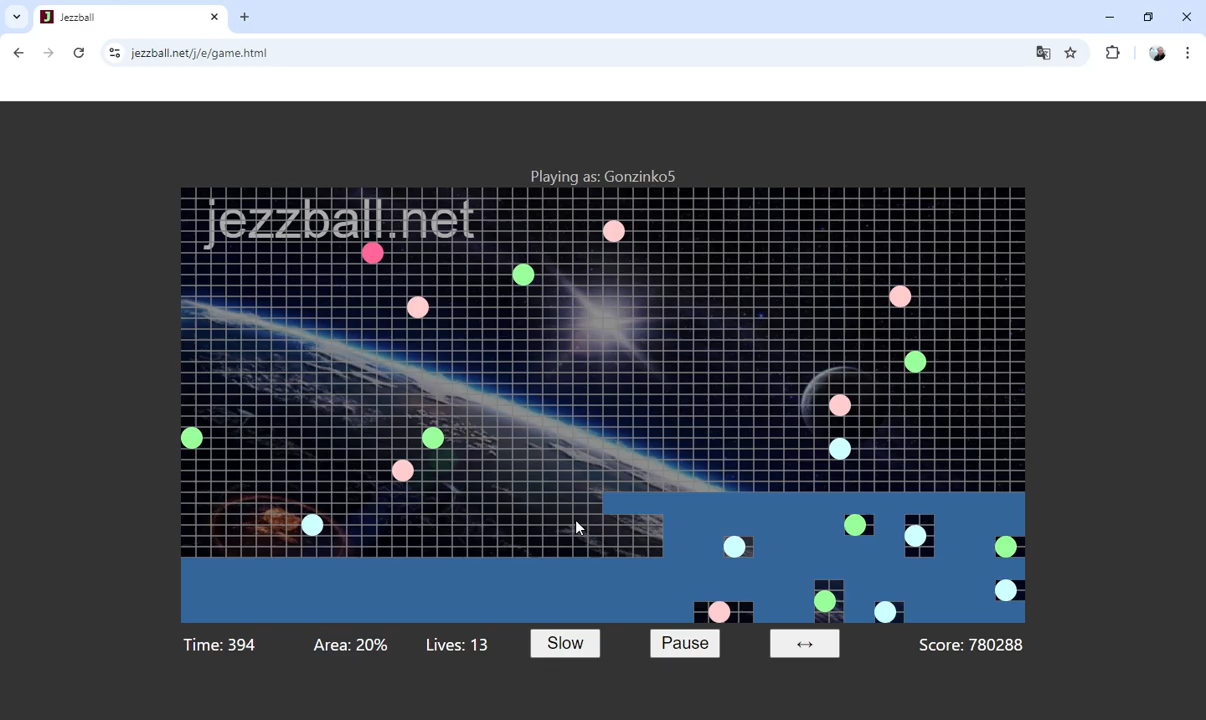 Jezzball
jezzball.net/j/e/game.html
Playing as: Gonzinko5
jezzball.net
Time: 394 Area: 20% Lives: 13 Slow Pause ↔ Score: 780288